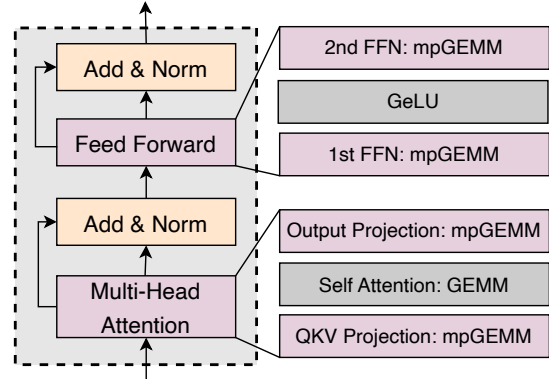 Add & Norm
Feed Forward
Add & Norm
Multi-Head
Attention
2nd FFN: mpGEMM
GeLU
1st FFN: mpGEMM
Output Projection: mpGEMM
Self Attention: GEMM
QKV Projection: mpGEMM